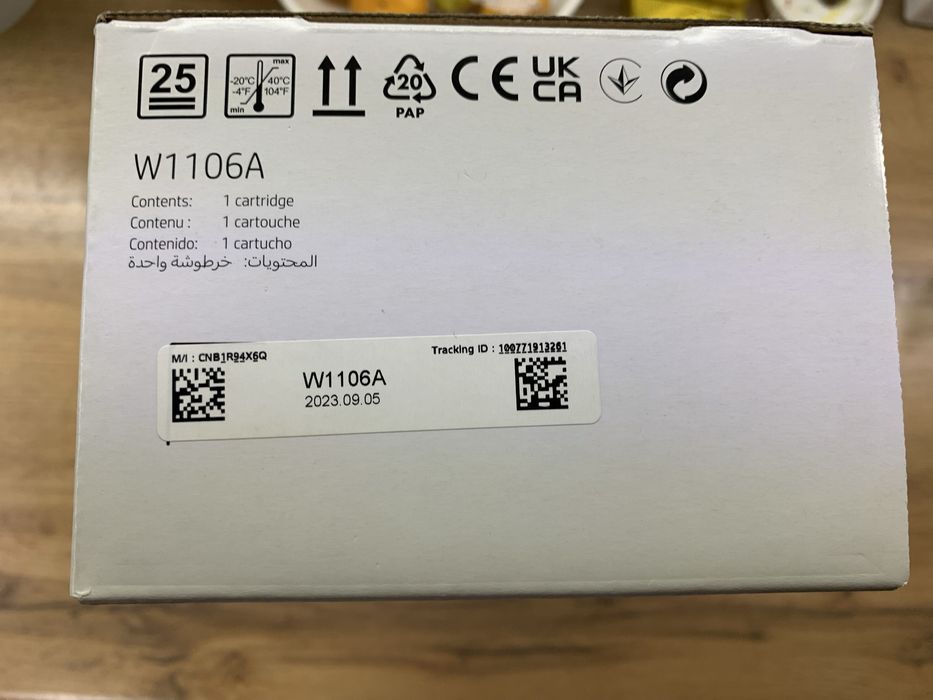 25
max
-20°C 40°C
-4°F 104°F
min
20
PAP
CE
UK
CA
W1106A
Contents: 1 cartridge
Contenu : 1 cartouche
Contenido: 1 cartucho
المحتويات: خرطوشة واحدة
M/I : CNB1R94X6Q
Tracking ID : 100771913261
W1106A
2023.09.05